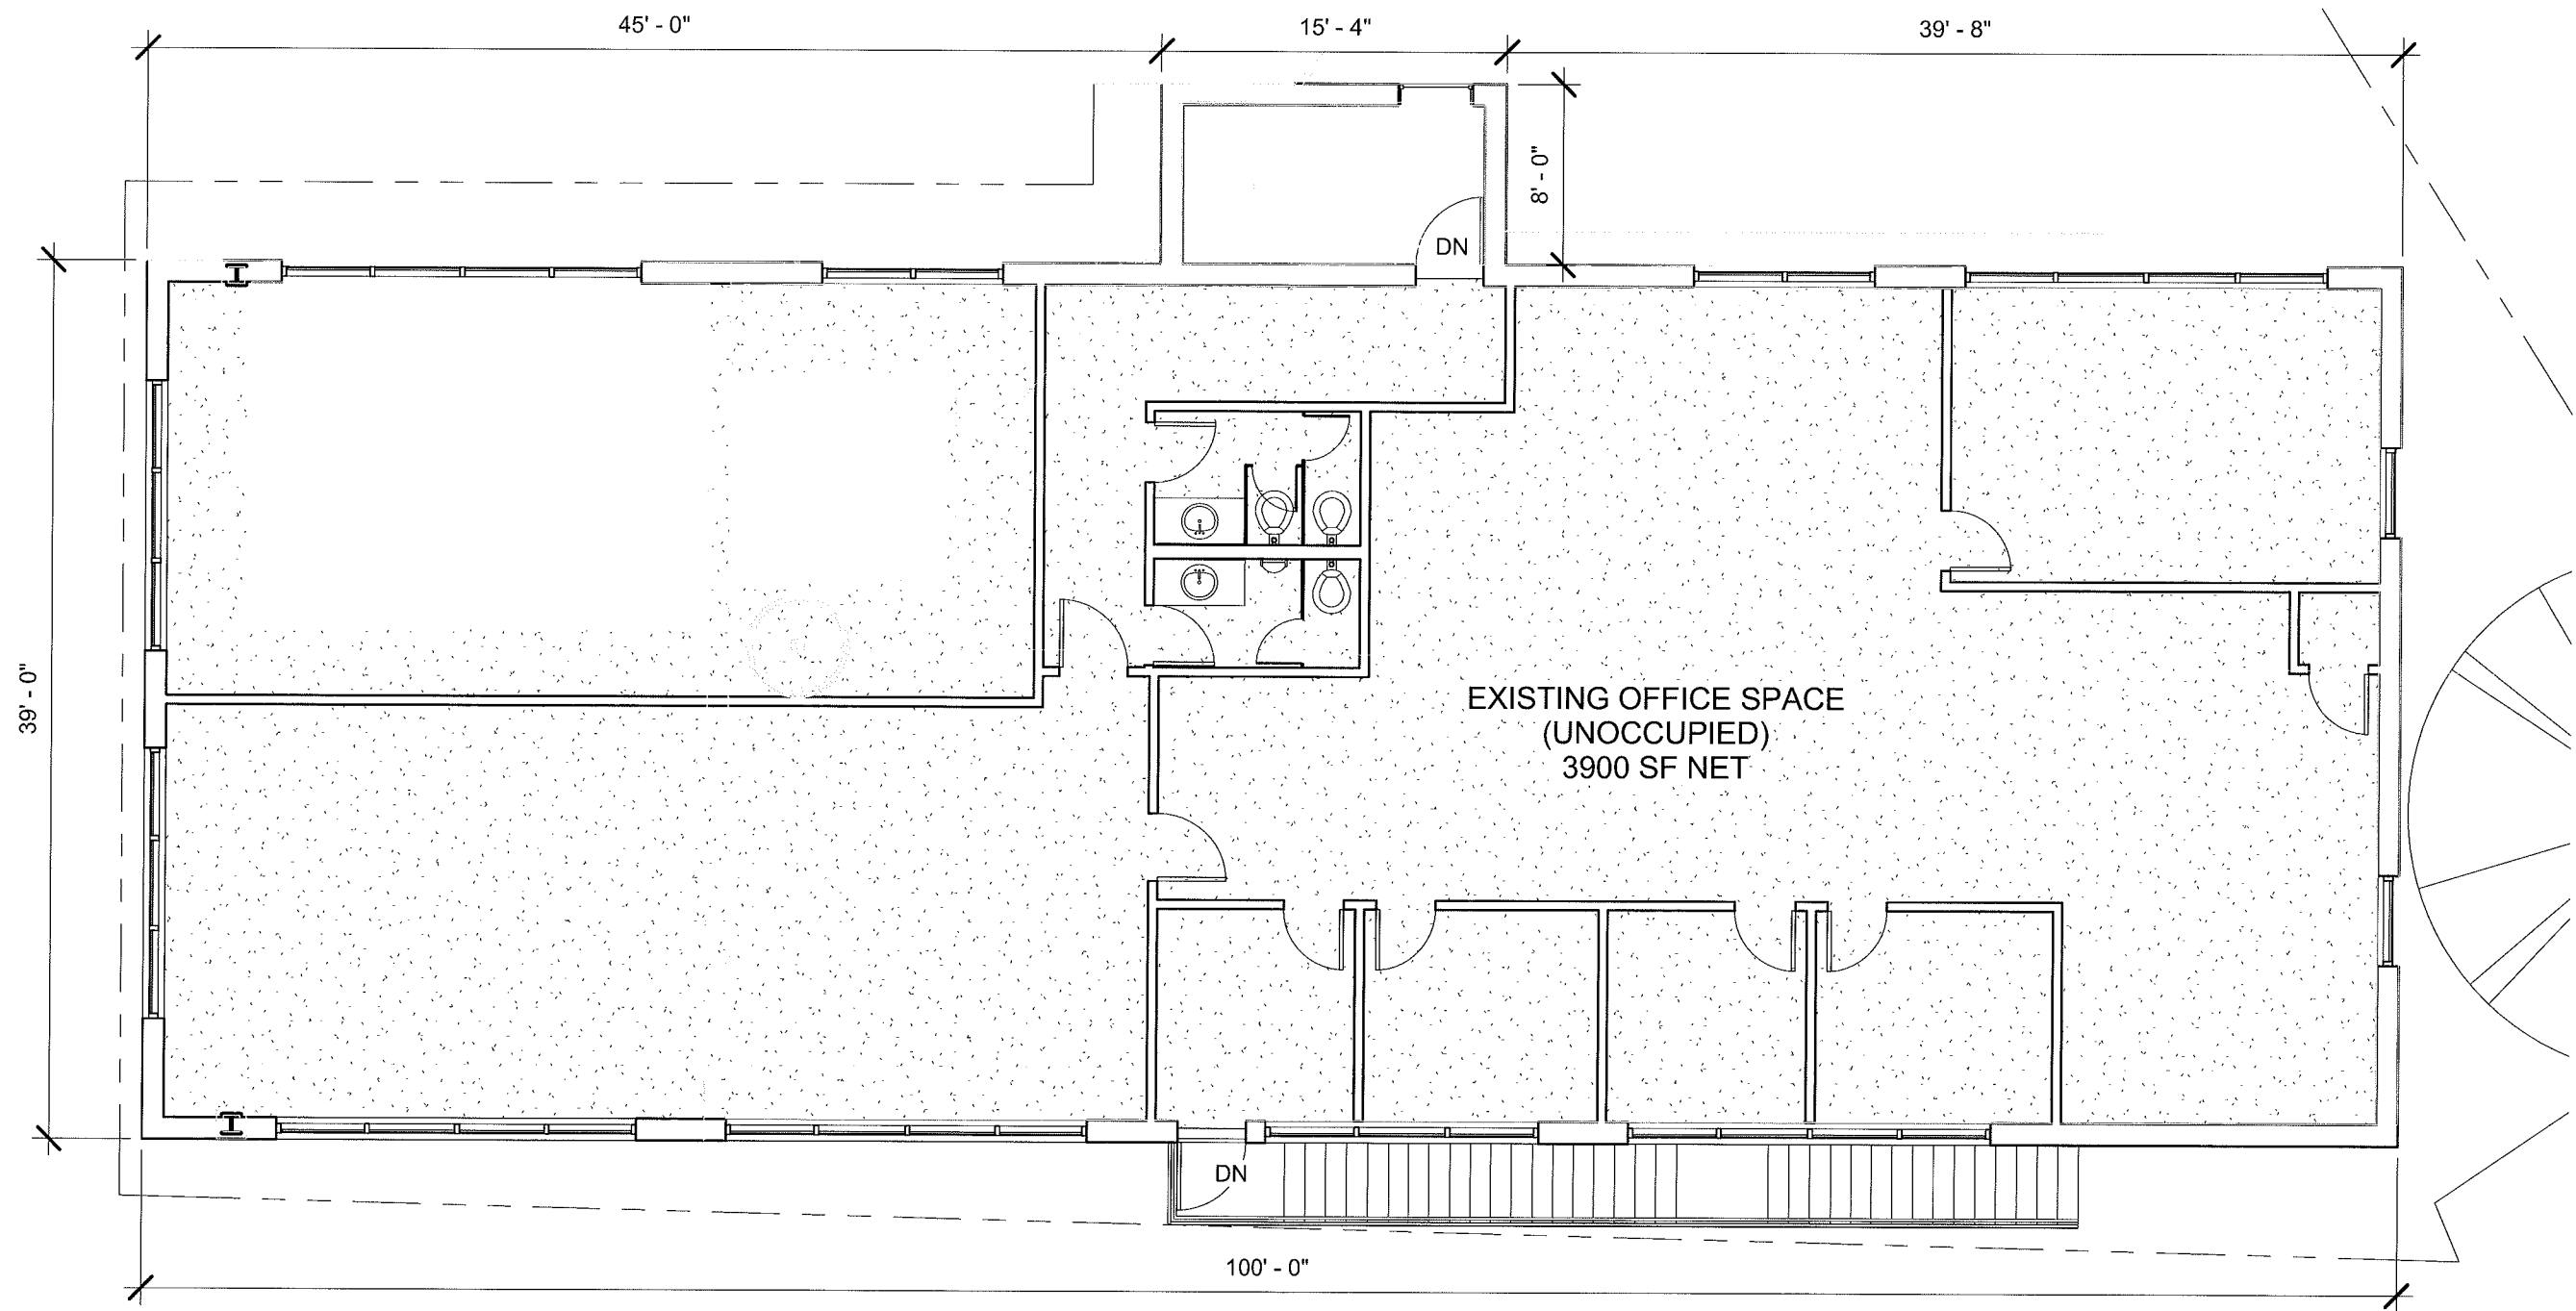 45' - 0"
15' - 4"
39' - 8"
8' - 0"
DN
39' - 0"
EXISTING OFFICE SPACE
(UNOCCUPIED)
3900 SF NET
DN
100' - 0"